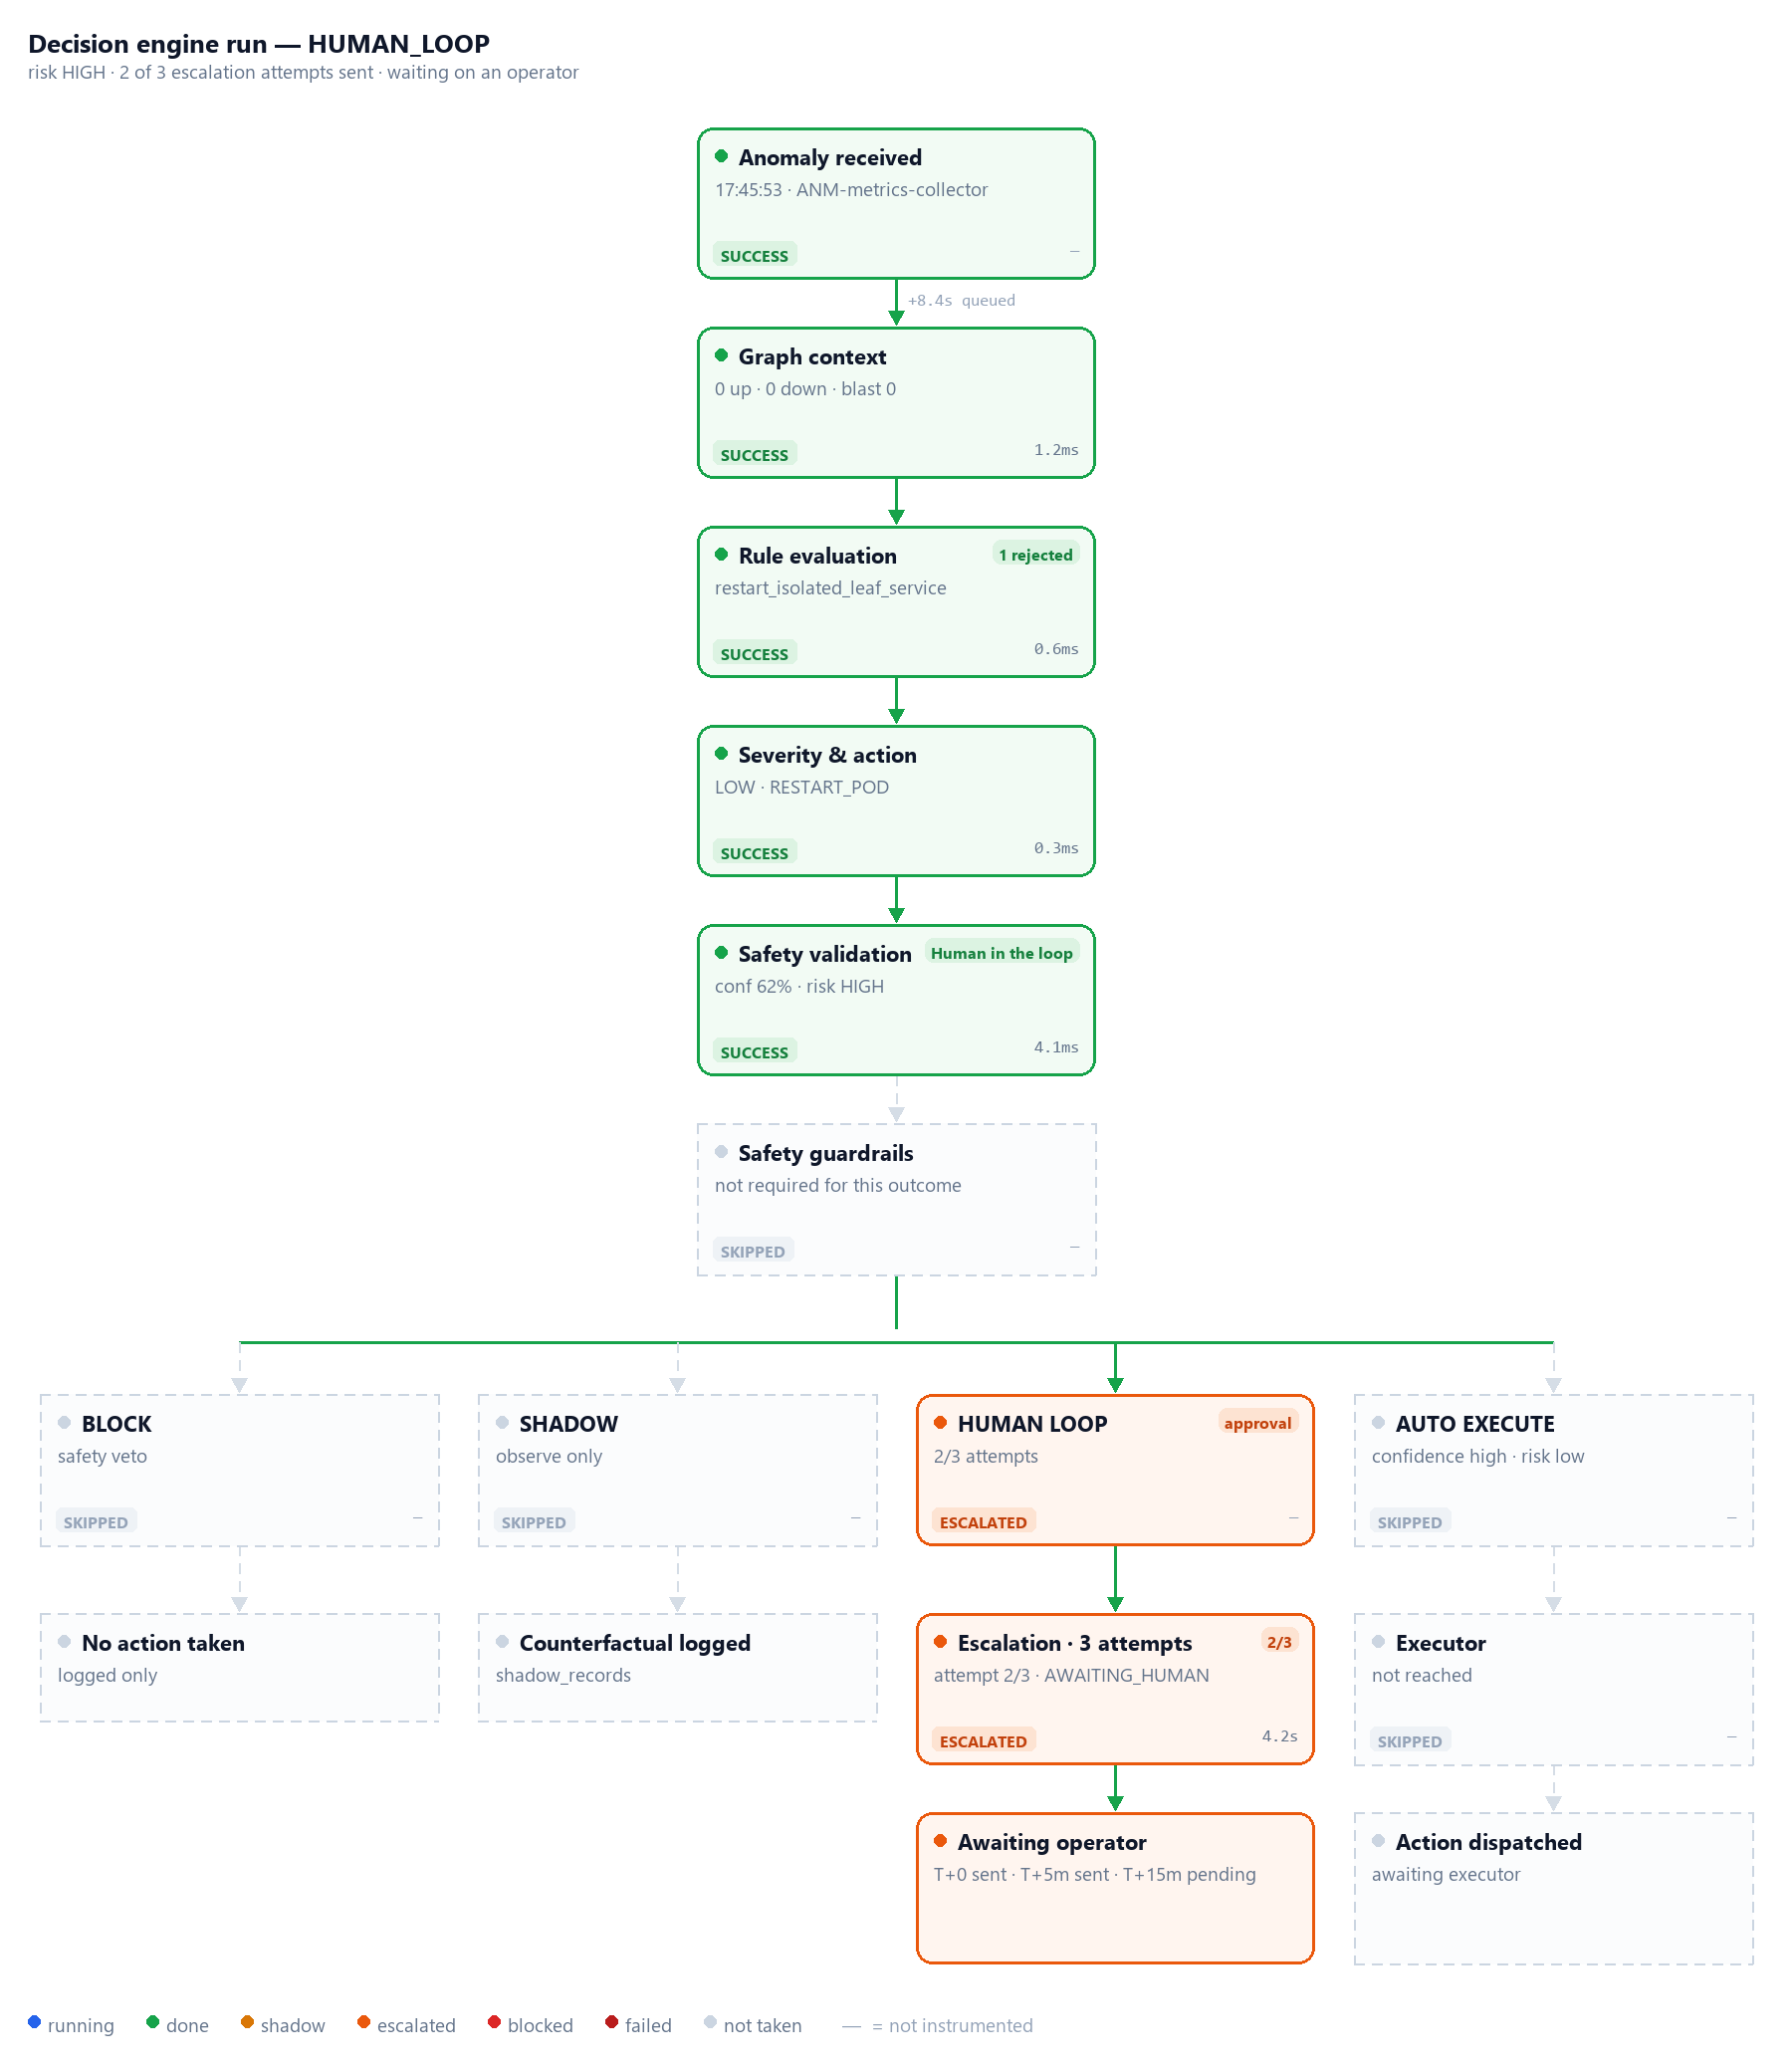 Decision engine run — HUMAN_LOOP
risk HIGH · 2 of 3 escalation attempts sent · waiting on an operator
Anomaly received
17:45:53 · ANM-metrics-collector
SUCCESS —
+8.4s queued
Graph context
0 up · 0 down · blast 0
SUCCESS 1.2ms
Rule evaluation 1 rejected
restart_isolated_leaf_service
SUCCESS 0.6ms
Severity & action
LOW · RESTART_POD
SUCCESS 0.3ms
Safety validation Human in the loop
conf 62% · risk HIGH
SUCCESS 4.1ms
Safety guardrails
not required for this outcome
SKIPPED —
BLOCK
safety veto
SKIPPED —
SHADOW
observe only
SKIPPED —
HUMAN LOOP approval
2/3 attempts
ESCALATED —
AUTO EXECUTE
confidence high · risk low
SKIPPED —
No action taken
logged only
Counterfactual logged
shadow_records
Escalation · 3 attempts 2/3
attempt 2/3 · AWAITING_HUMAN
ESCALATED 4.2s
Executor
not reached
SKIPPED —
Awaiting operator
T+0 sent · T+5m sent · T+15m pending
Action dispatched
awaiting executor
running done shadow escalated blocked failed not taken — = not instrumented